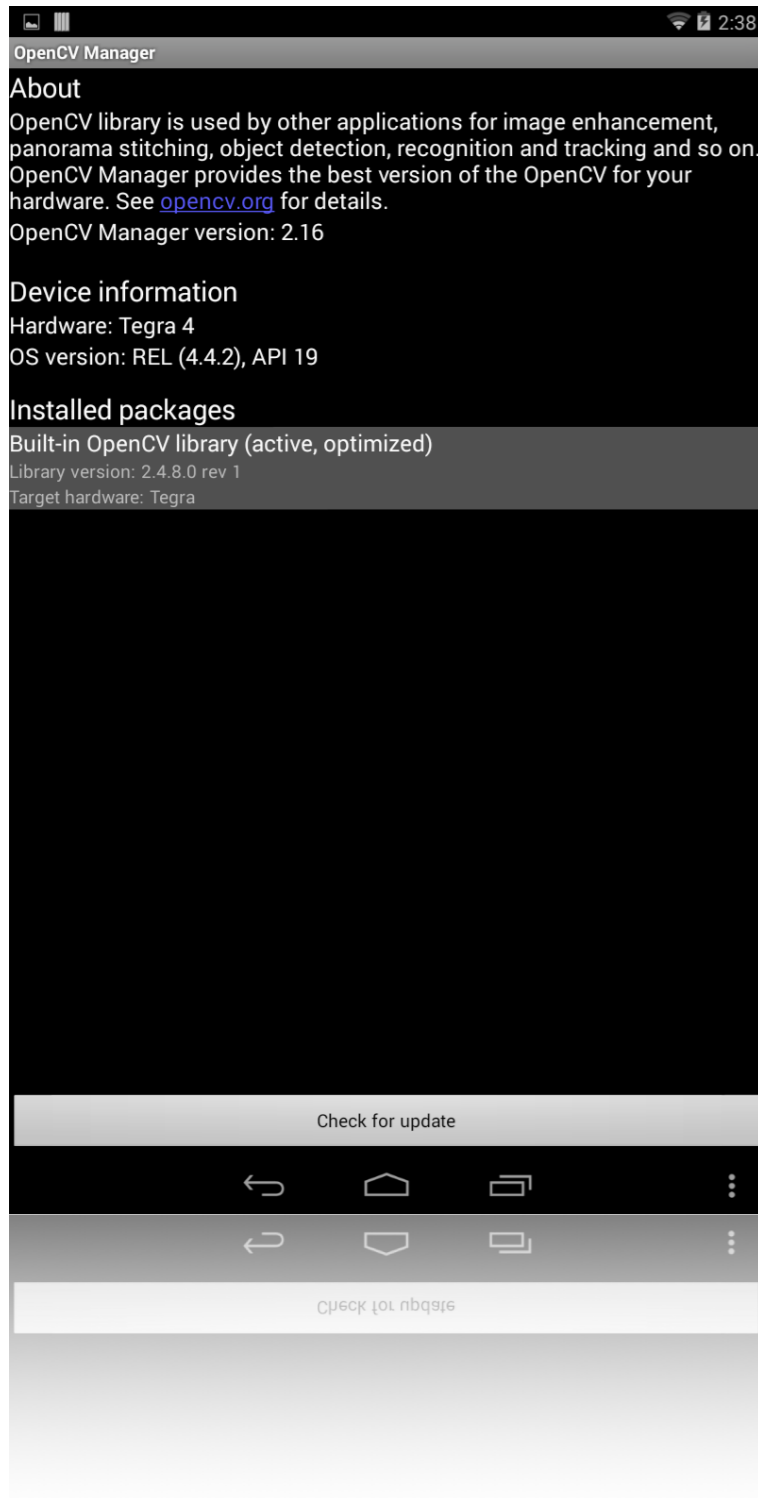 2:38
OpenCV Manager
About
OpenCV library is used by other applications for image enhancement,
panorama stitching, object detection, recognition and tracking and so on.
OpenCV Manager provides the best version of the OpenCV for your
hardware. See opencv.org for details.
OpenCV Manager version: 2.16
Device information
Hardware: Tegra 4
OS version: REL (4.4.2), API 19
Installed packages
Built-in OpenCV library (active, optimized)
Library version: 2.4.8.0 rev 1
Target hardware: Tegra
Check for update
Check for update